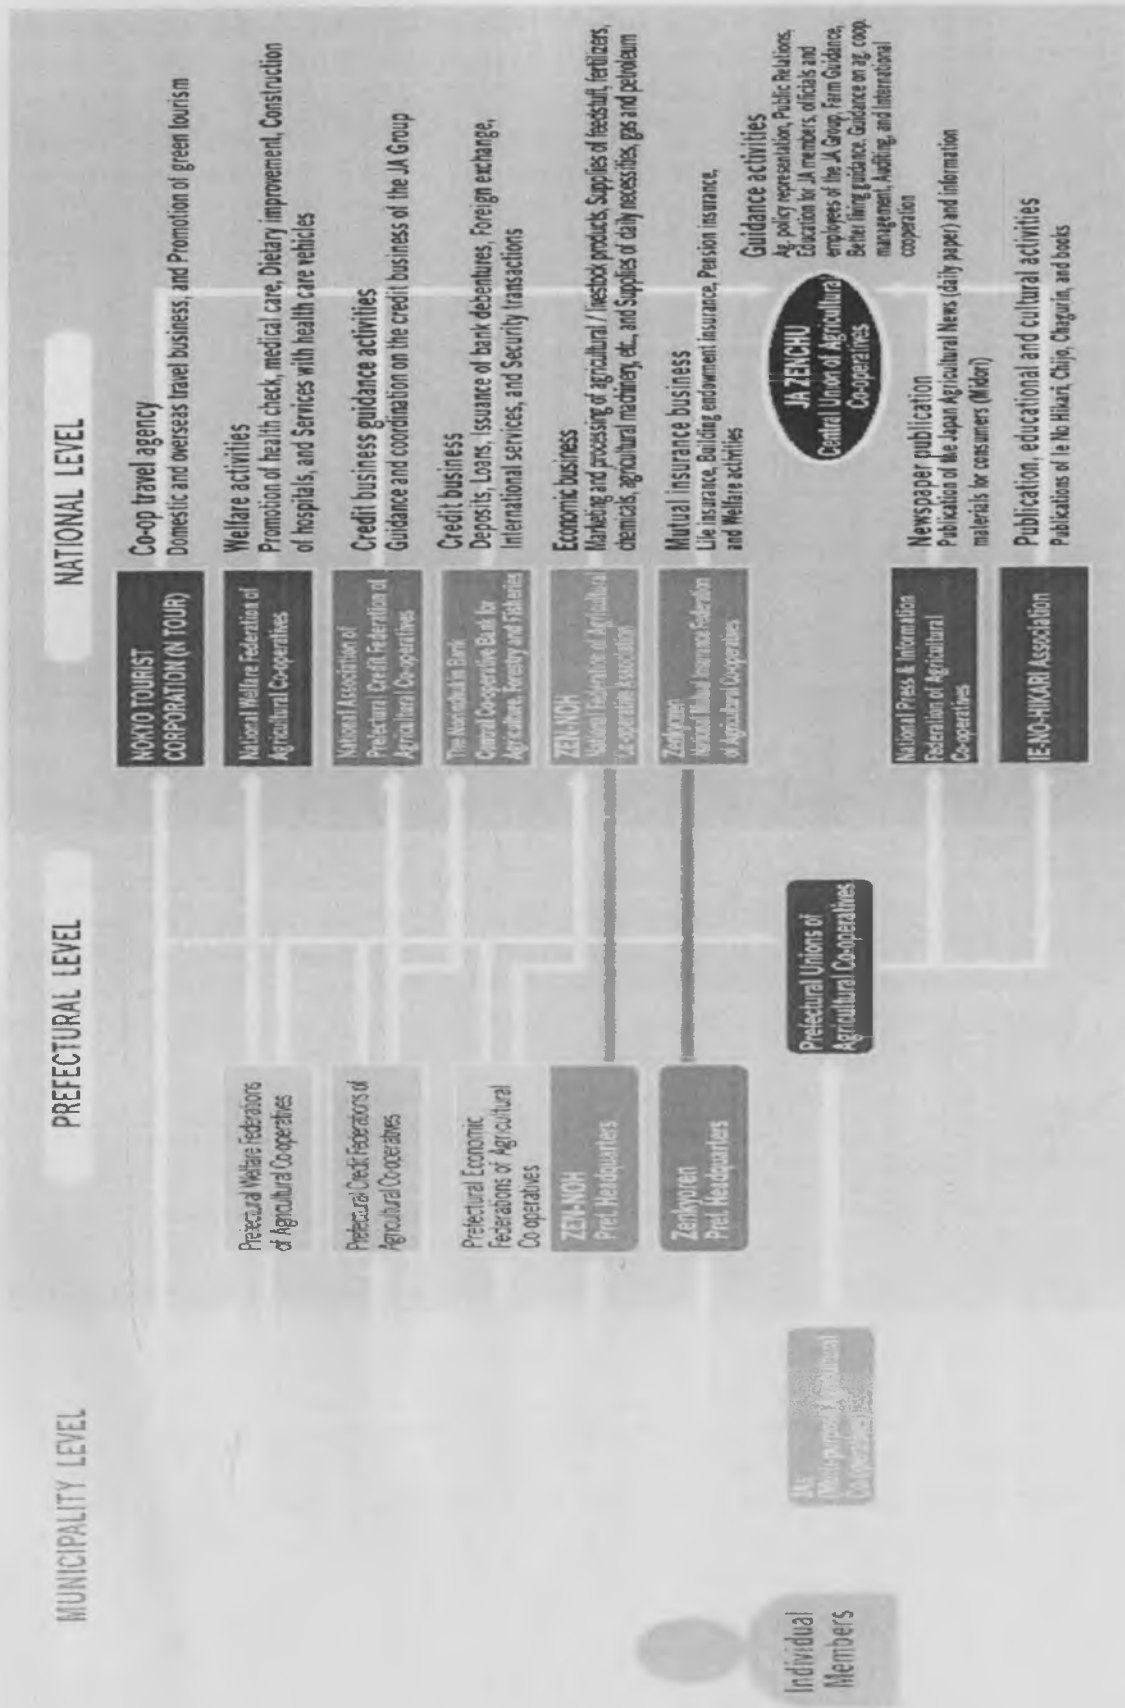 MUNICIPALITY LEVEL
PREFECTURAL LEVEL
NATIONAL LEVEL
Individual
Members
JAs
Co-operatives)
Prefectural Welfare Federations
of Agricultural Co-operatives
Prefectural Credit Federations of
Agricultural Co-operatives
Prefectural Economic
Federations of Agricultural
Co operatives
ZEN-NOH
Pref. Headquarters
Zenkyoren
Pref. Headquarters
Prefectural Unions of
Agricultural Co-operatives
NOKYO TOURIST
CORPORATION (N TOUR)
Co-op travel agency
Domestic and overseas travel business, and Promotion of green tourism
National Welfare Federation of
Agricultural Co-operatives
Welfare activities
Promotion of health check, medical care, Dietary improvement, Construction
of hospitals, and Services with health care vehicles
National Association of
Prefectural Credit Federation of
Agricultural Co-operatives
Credit business guidance activities
Guidance and coordination on the credit business of the JA Group
The Norinchukin Bank
Central Co-operative Bank for
Agriculture, Forestry and Fisheries
Credit business
Deposits, Loans, Issuance of bank debentures, Foreign exchange,
International services, and Security transactions
ZEN-NOH
National Federation of Agricultural
Co-operative Association
Economic business
Marketing and processing of agricultural / livestock products, Supplies of feedstuff, fertilizers,
chemicals, agricultural machinery, etc., and Supplies of daily necessities, gas and petroleum
Zenkyoren
National Mutual Insurance Federation
of Agricultural Co-operatives
Mutual insurance business
Life insurance, Building endowment insurance, Pension insurance,
and Welfare activities
JA ZENCHU
Central Union of Agricultural
Co-operatives
Guidance activities
Ag. policy representation, Public Relations,
Education for JA members, officials and
employees of the JA Group, Farm Guidance,
Better living guidance. Guidance on ag. coop.
management, Auditing, and International
cooperation
National Press & Information
Federation of Agricultural
Co-operatives
Newspaper publication
Publication of the Japan Agricultural News (daily paper) and information
materials for consumers (Midori)
IE-NO-HIKARI Association
Publication, educational and cultural activities
Publications of Ie No Hikari, Chijo, Chagurin, and books